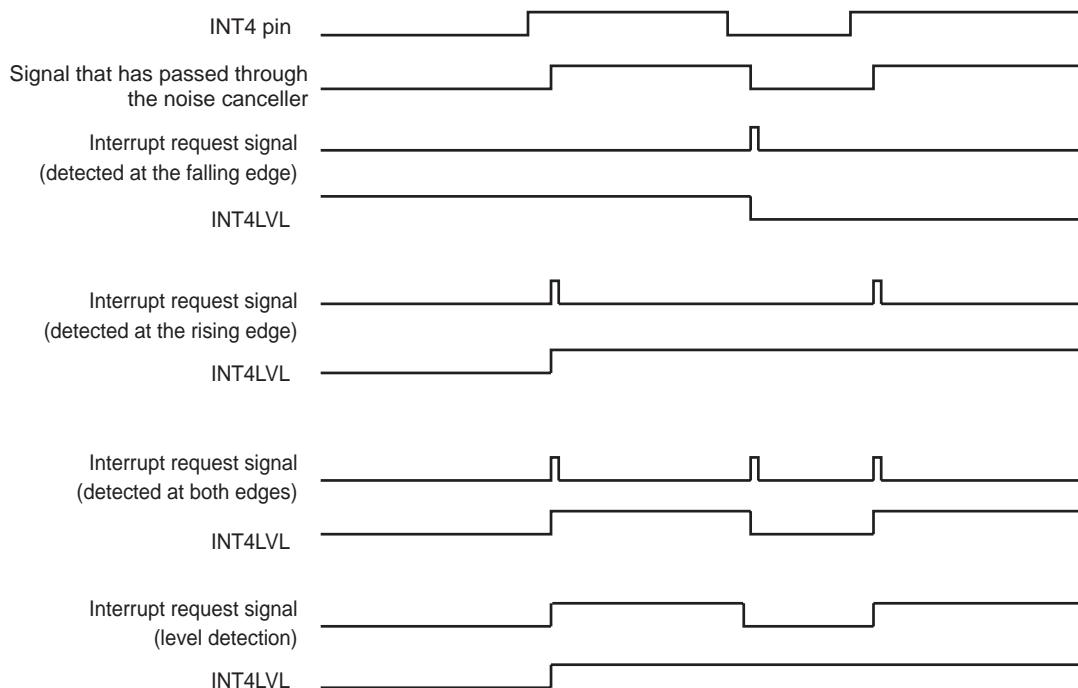 INT4 pin
Signal that has passed through
the noise canceller
Interrupt request signal
(detected at the falling edge)
INT4LVL
Interrupt request signal
(detected at the rising edge)
INT4LVL
Interrupt request signal
(detected at both edges)
INT4LVL
Interrupt request signal
(level detection)
INT4LVL